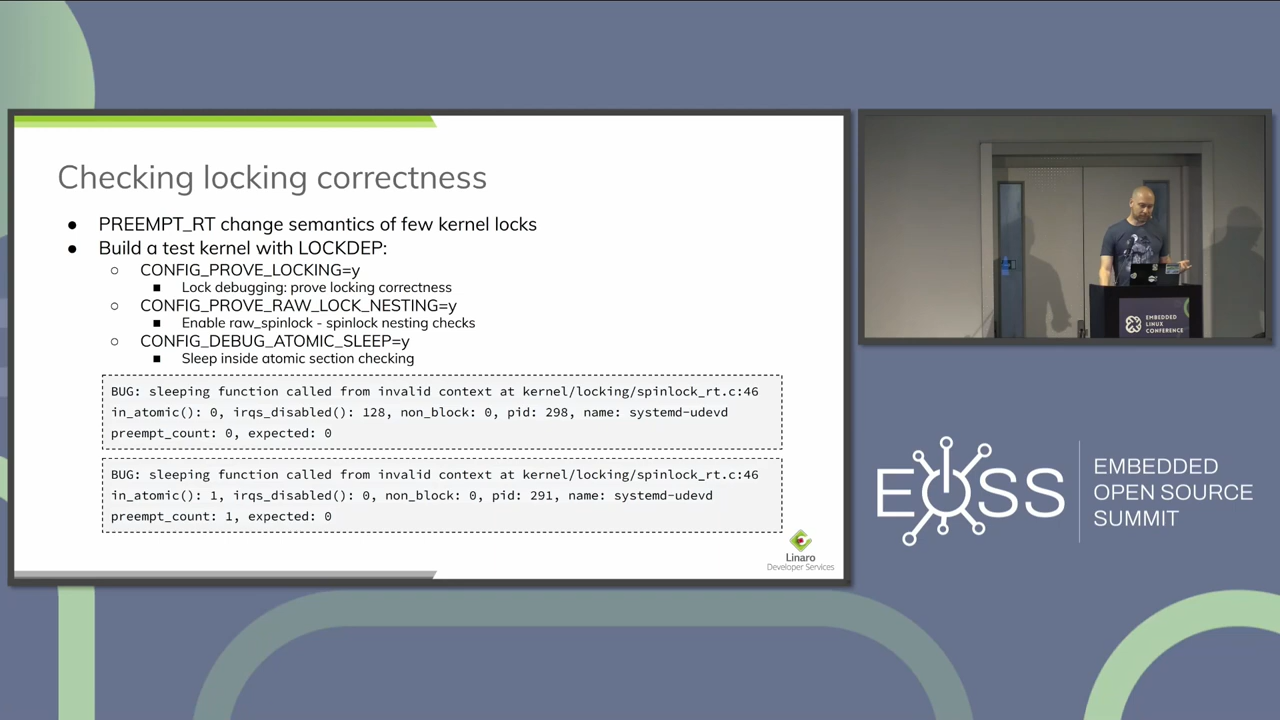 Checking locking correctness
● PREEMPT_RT change semantics of few kernel locks
● Build a test kernel with LOCKDEP:
○ CONFIG_PROVE_LOCKING=y
■ Lock debugging: prove locking correctness
○ CONFIG_PROVE_RAW_LOCK_NESTING=y
■ Enable raw_spinlock - spinlock nesting checks
○ CONFIG_DEBUG_ATOMIC_SLEEP=y
■ Sleep inside atomic section checking
BUG: sleeping function called from invalid context at kernel/locking/spinlock_rt.c:46
in_atomic(): 0, irqs_disabled(): 128, non_block: 0, pid: 298, name: systemd-udevd
preempt_count: 0, expected: 0
BUG: sleeping function called from invalid context at kernel/locking/spinlock_rt.c:46
in_atomic(): 1, irqs_disabled(): 0, non_block: 0, pid: 291, name: systemd-udevd
preempt_count: 1, expected: 0
Linaro
Developer Services
EMBEDDED
LINUX
CONFERENCE
EOSS
EMBEDDED
OPEN SOURCE
SUMMIT